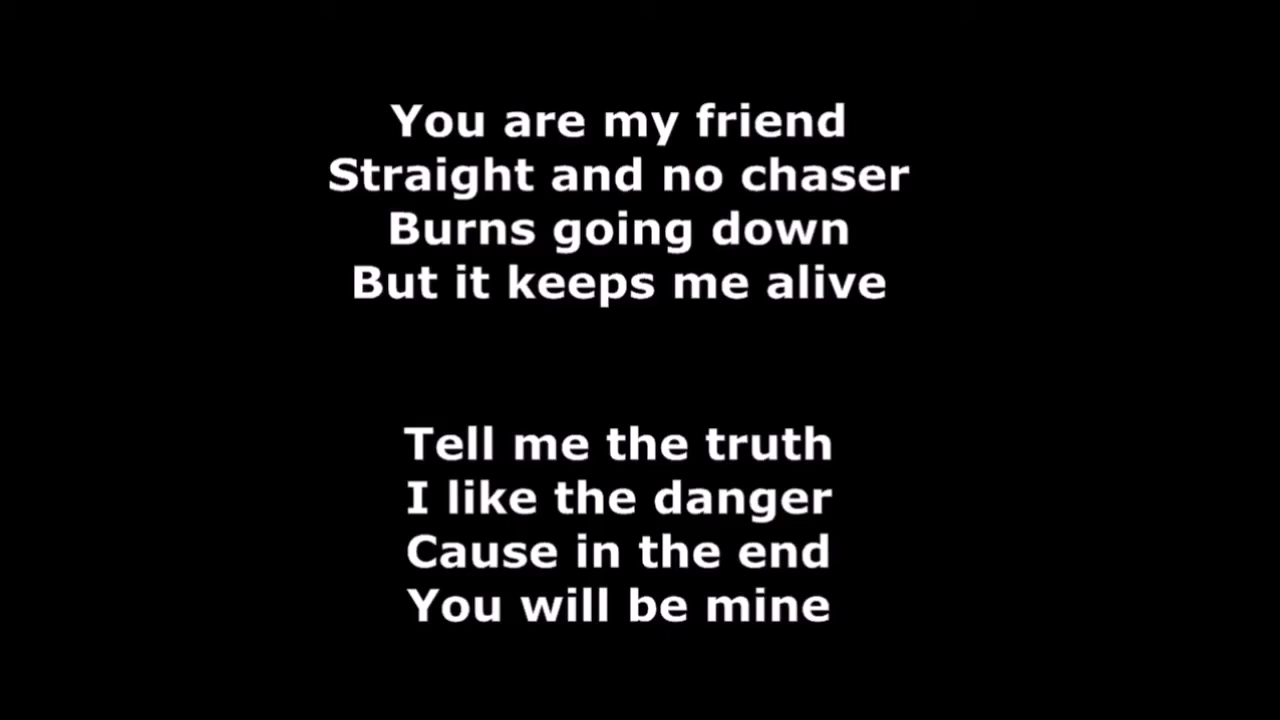 You are my friend
Straight and no chaser
Burns going down
But it keeps me alive
Tell me the truth
I like the danger
Cause in the end
You will be mine